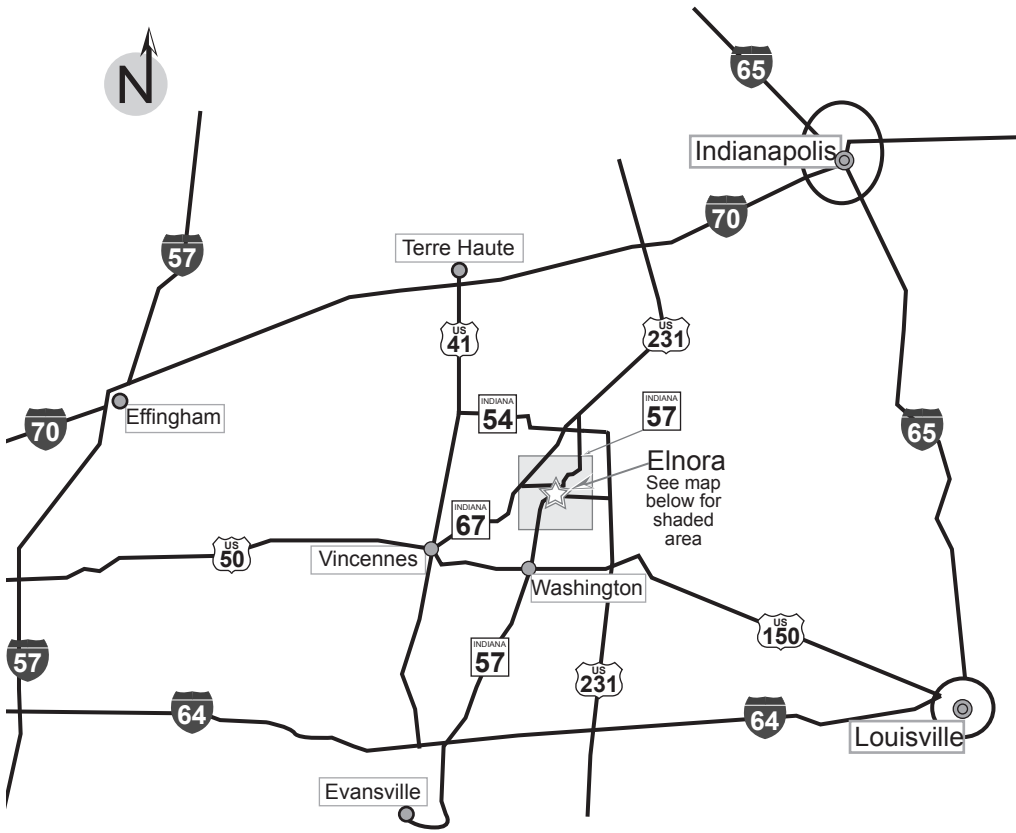 N
65
Indianapolis
70
57
Terre Haute
US
41
US
231
INDIANA
54
INDIANA
57
Effingham
70
65
Elnora
See map
below for
shaded
area
INDIANA
67
US
50
Vincennes
Washington
US
150
57
INDIANA
57
US
231
64
64
Louisville
Evansville